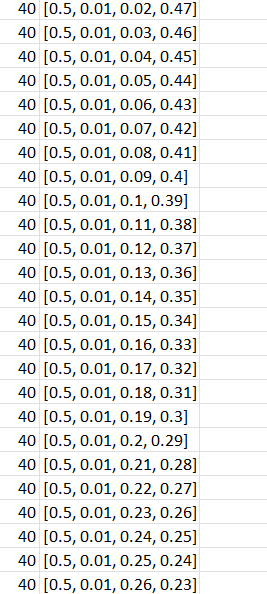 40 [0.5, 0.01, 0.02, 0.47]
40 [0.5, 0.01, 0.03, 0.46]
40 [0.5, 0.01, 0.04, 0.45]
40 [0.5, 0.01, 0.05, 0.44]
40 [0.5, 0.01, 0.06, 0.43]
40 [0.5, 0.01, 0.07, 0.42]
40 [0.5, 0.01, 0.08, 0.41]
40 [0.5, 0.01, 0.09, 0.4]
40 [0.5, 0.01, 0.1, 0.39]
40 [0.5, 0.01, 0.11, 0.38]
40 [0.5, 0.01, 0.12, 0.37]
40 [0.5, 0.01, 0.13, 0.36]
40 [0.5, 0.01, 0.14, 0.35]
40 [0.5, 0.01, 0.15, 0.34]
40 [0.5, 0.01, 0.16, 0.33]
40 [0.5, 0.01, 0.17, 0.32]
40 [0.5, 0.01, 0.18, 0.31]
40 [0.5, 0.01, 0.19, 0.3]
40 [0.5, 0.01, 0.2, 0.29]
40 [0.5, 0.01, 0.21, 0.28]
40 [0.5, 0.01, 0.22, 0.27]
40 [0.5, 0.01, 0.23, 0.26]
40 [0.5, 0.01, 0.24, 0.25]
40 [0.5, 0.01, 0.25, 0.24]
40 [0.5, 0.01, 0.26, 0.23]